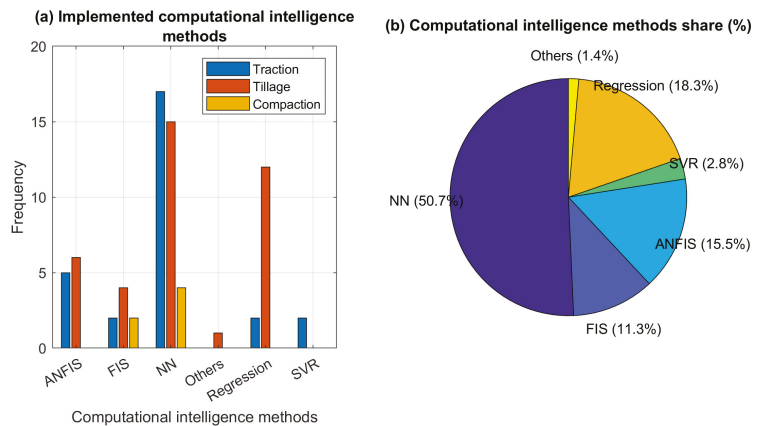 (a) Implemented computational intelligence
methods
20
15
10
5
0
Frequency
Traction
Tillage
Compaction
ANFIS
FIS
NN
Others
Regression
SVR
Computational intelligence methods
(b) Computational intelligence methods share (%)
Others (1.4%)
Regression (18.3%)
SVR (2.8%)
NN (50.7%)
ANFIS (15.5%)
FIS (11.3%)